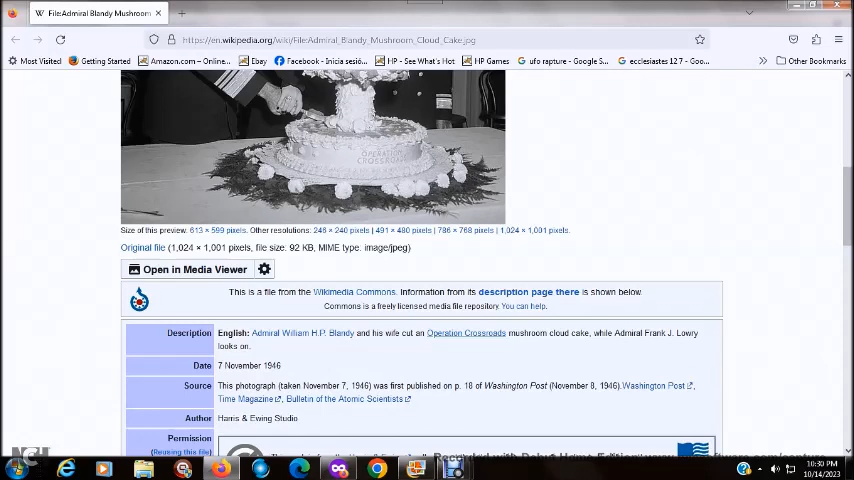 File:Admiral Blandy Mushroom
https://en.wikipedia.org/wiki/File:Admiral_Blandy_Mushroom_Cloud_Cake.jpg
Most Visited Getting Started Amazon.com – Online... Ebay Facebook - Inicia sesió... HP - See What's Hot HP Games ufo rapture - Google S... ecclesiastes 12 7 - Goo... Other Bookmarks
OPERATION
CROSSROADS
Size of this preview: 613 × 599 pixels. Other resolutions: 246 × 240 pixels | 491 × 480 pixels | 786 × 768 pixels | 1,024 × 1,001 pixels.
Original file (1,024 × 1,001 pixels, file size: 92 KB, MIME type: image/jpeg)
Open in Media Viewer
This is a file from the Wikimedia Commons. Information from its description page there is shown below.
Commons is a freely licensed media file repository. You can help.
Description English: Admiral William H.P. Blandy and his wife cut an Operation Crossroads mushroom cloud cake, while Admiral Frank J. Lowry
looks on.
Date 7 November 1946
Source This photograph (taken November 7, 1946) was first published on p. 18 of Washington Post (November 8, 1946).Washington Post,
Time Magazine, Bulletin of the Atomic Scientists
Author Harris & Ewing Studio
Permission
(Reusing this file)
NCH
10:30 PM
10/14/2023